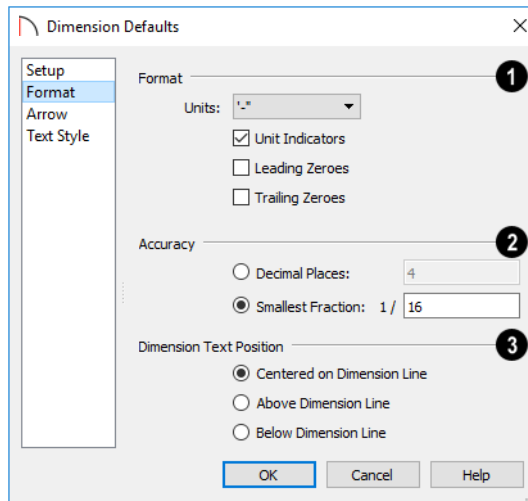 Dimension Defaults
Setup
Format
Arrow
Text Style
Format
1
Units: '-"
Unit Indicators
Leading Zeroes
Trailing Zeroes
Accuracy
2
Decimal Places: 4
Smallest Fraction: 1 / 16
Dimension Text Position
3
Centered on Dimension Line
Above Dimension Line
Below Dimension Line
OK Cancel Help